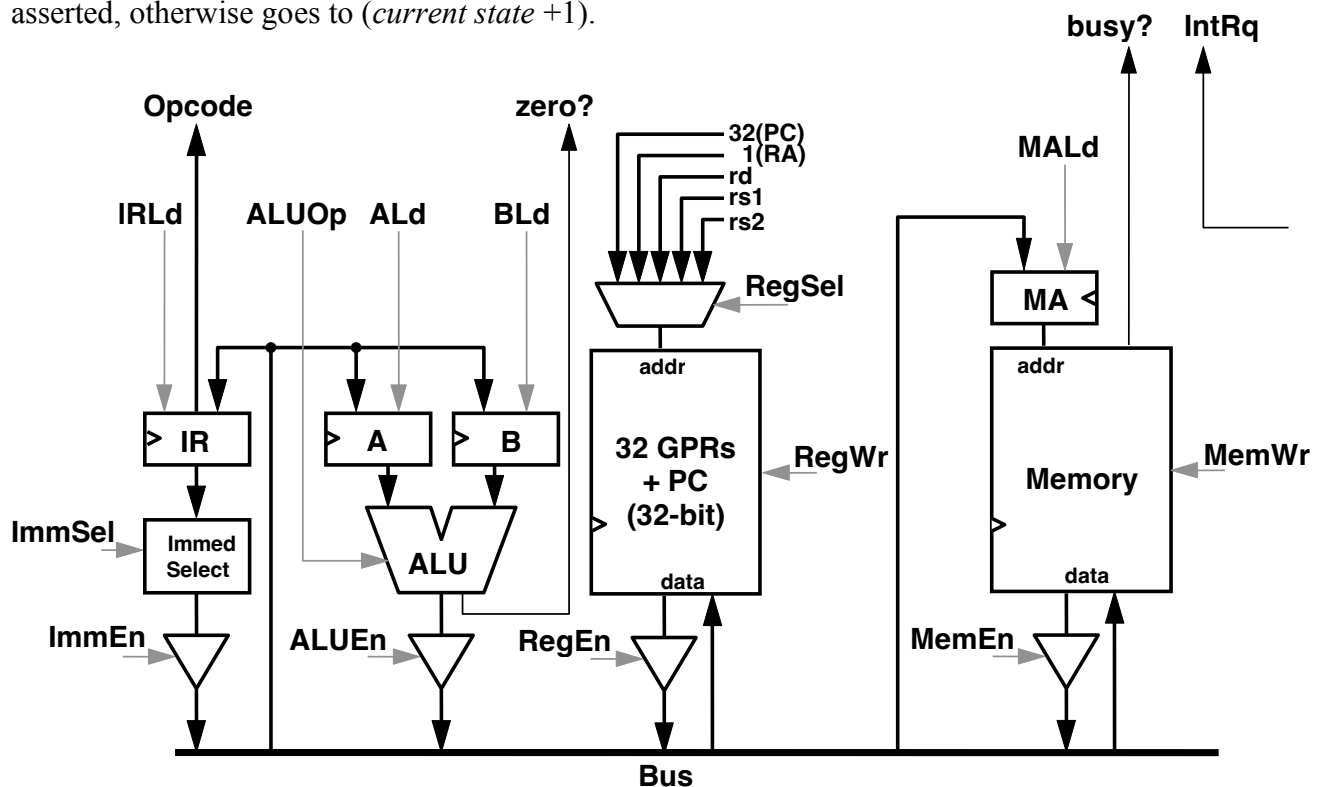 asserted, otherwise goes to (current state +1).
busy? IntRq
Opcode zero?
32(PC)
1(RA)
rd
rs1
rs2
MALd
IRLd ALUOp ALd BLd
RegSel
MA
addr
addr
IR A B
32 GPRs
+ PC
(32-bit)
RegWr
Memory
MemWr
ImmSel
Immed
Select
ALU
data
data
ImmEn ALUEn RegEn MemEn
Bus